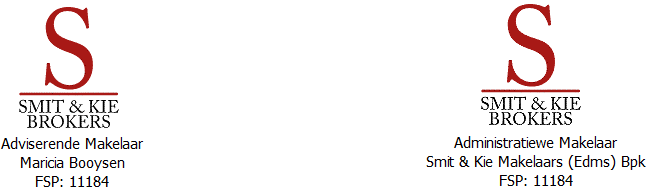 S
SMIT & KIE
BROKERS
Adviserende Makelaar
Maricia Booysen
FSP: 11184
S
SMIT & KIE
BROKERS
Administratiewe Makelaar
Smit & Kie Makelaars (Edms) Bpk
FSP: 11184